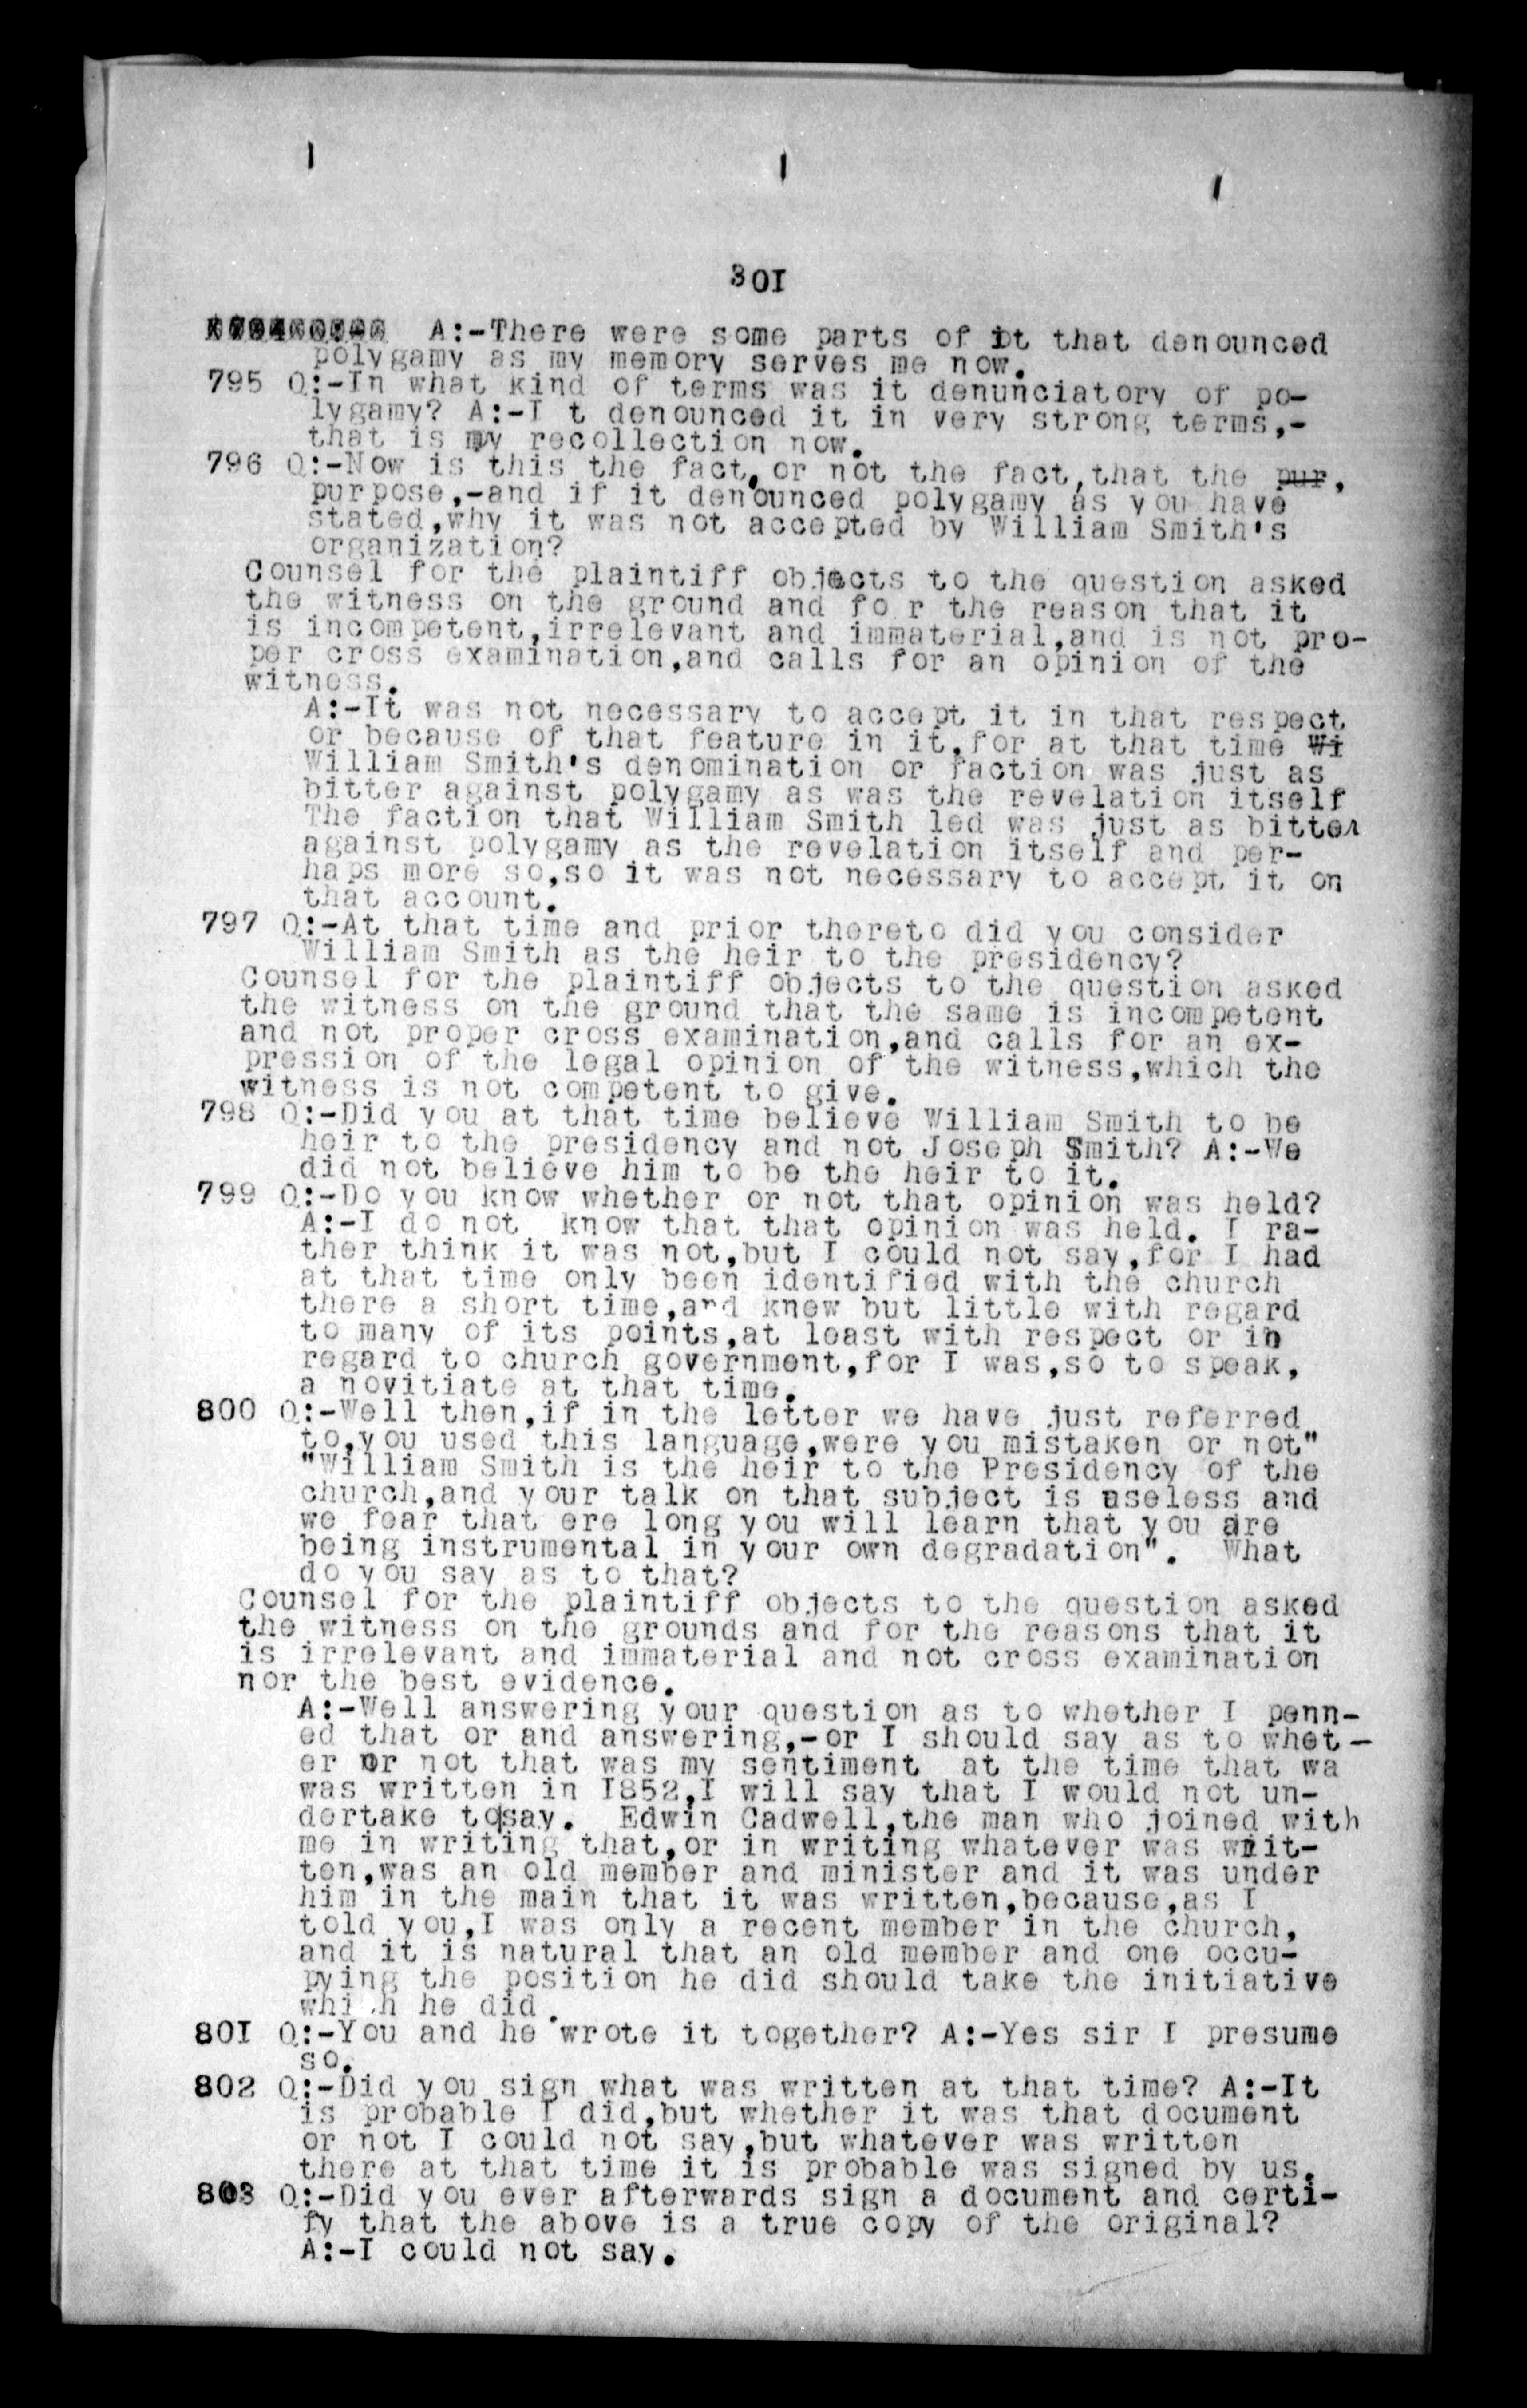 301
A:-There were some parts of it that denounced
polygamy as my memory serves me now.
795 Q:-In what kind of terms was it denunciatory of po-
lygamy? A:-I t denounced it in very strong terms,-
that is my recollection now.
796 Q:-Now is this the fact, or not the fact, that the pur,
purpose,-and if it denounced polygamy as you have
stated,why it was not accepted by William Smith's
organization?
Counsel for the plaintiff objects to the question asked
the witness on the ground and fo r the reason that it
is incompetent,irrelevant and immaterial,and is not pro-
per cross examination,and calls for an opinion of the
witness.
A:-It was not necessary to accept it in that respect
or because of that feature in it,for at that time Wi
William Smith's denomination or faction was just as
bitter against polygamy as was the revelation itself
The faction that William Smith led was just as bitter
against polygamy as the revelation itself and per-
haps more so,so it was not necessary to accept it on
that account.
797 Q:-At that time and prior thereto did you consider
William Smith as the heir to the presidency?
Counsel for the plaintiff objects to the question asked
the witness on the ground that the same is incompetent
and not proper cross examination,and calls for an ex-
pression of the legal opinion of the witness,which the
witness is not competent to give.
798 Q:-Did you at that time believe William Smith to be
heir to the presidency and not Joseph Smith? A:-We
did not believe him to be the heir to it.
799 Q:-Do you know whether or not that opinion was held?
A:-I do not know that that opinion was held. I ra-
ther think it was not,but I could not say,for I had
at that time only been identified with the church
there a short time,and knew but little with regard
to many of its points,at least with respect or in
regard to church government,for I was,so to speak,
a novitiate at that time.
800 Q:-Well then,if in the letter we have just referred
to,you used this language,were you mistaken or not"
"William Smith is the heir to the Presidency of the
church,and your talk on that subject is useless and
we fear that ere long you will learn that you are
being instrumental in your own degradation". What
do you say as to that?
Counsel for the plaintiff objects to the question asked
the witness on the grounds and for the reasons that it
is irrelevant and immaterial and not cross examination
nor the best evidence.
A:-Well answering your question as to whether I penn-
ed that or and answering,-or I should say as to whet-
er or not that was my sentiment at the time that wa
was written in 1852,I will say that I would not un-
dertake to say. Edwin Cadwell,the man who joined with
me in writing that,or in writing whatever was writ-
ten,was an old member and minister and it was under
him in the main that it was written,because,as I
told you,I was only a recent member in the church,
and it is natural that an old member and one occu-
pying the position he did should take the initiative
which he did.
801 Q:-You and he wrote it together? A:-Yes sir I presume
so.
802 Q:-Did you sign what was written at that time? A:-It
is probable I did,but whether it was that document
or not I could not say,but whatever was written
there at that time it is probable was signed by us.
803 Q:-Did you ever afterwards sign a document and certi-
fy that the above is a true copy of the original?
A:-I could not say.